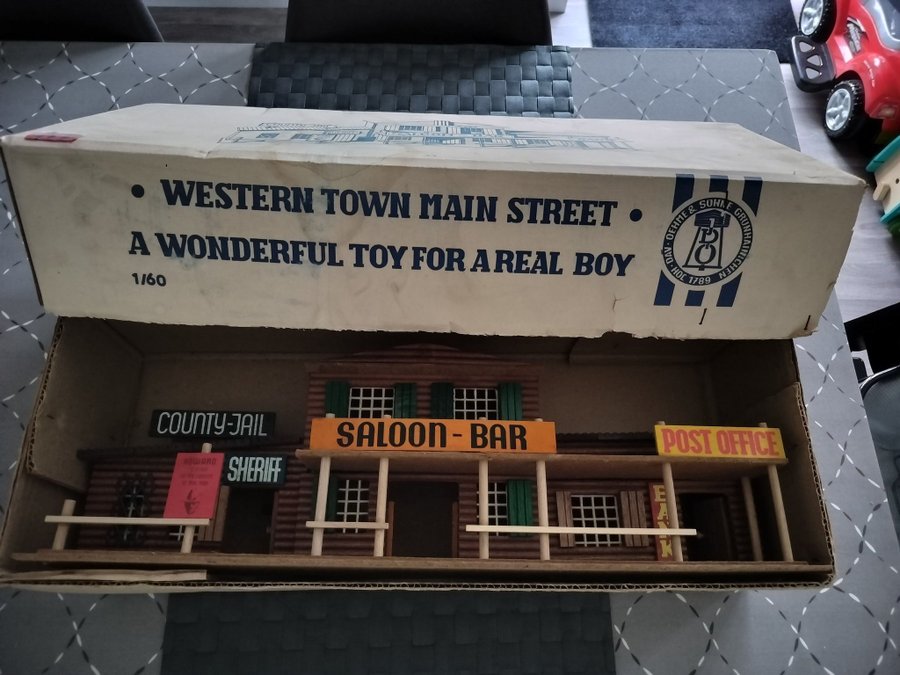 • WESTERN TOWN MAIN STREET •
A WONDERFUL TOY FOR A REAL BOY
1/60
JOH. DAV. OEHME & SÖHNE GRÜNHAINICHEN
1789
COUNTY-JAIL
SALOON - BAR
POST OFFICE
SHERIFF
BANK